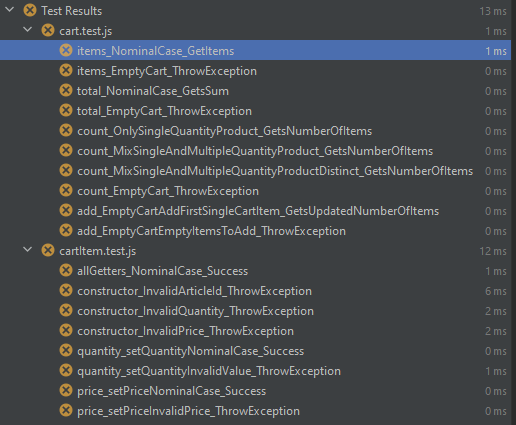 Test Results 13 ms
cart.test.js 1 ms
items_NominalCase_GetItems 1 ms
items_EmptyCart_ThrowException 0 ms
total_NominalCase_GetsSum 0 ms
total_EmptyCart_ThrowException 0 ms
count_OnlySingleQuantityProduct_GetsNumberOfItems 0 ms
count_MixSingleAndMultipleQuantityProduct_GetsNumberOfItems 0 ms
count_MixSingleAndMultipleQuantityProductDistinct_GetsNumberOfItems 0 ms
count_EmptyCart_ThrowException 0 ms
add_EmptyCartAddFirstSingleCartItem_GetsUpdatedNumberOfItems 0 ms
add_EmptyCartEmptyItemsToAdd_ThrowException 0 ms
cartItem.test.js 12 ms
allGetters_NominalCase_Success 1 ms
constructor_InvalidArticleId_ThrowException 6 ms
constructor_InvalidQuantity_ThrowException 2 ms
constructor_InvalidPrice_ThrowException 2 ms
quantity_setQuantityNominalCase_Success 0 ms
quantity_setQuantityInvalidValue_ThrowException 1 ms
price_setPriceNominalCase_Success 0 ms
price_setPriceInvalidPrice_ThrowException 0 ms